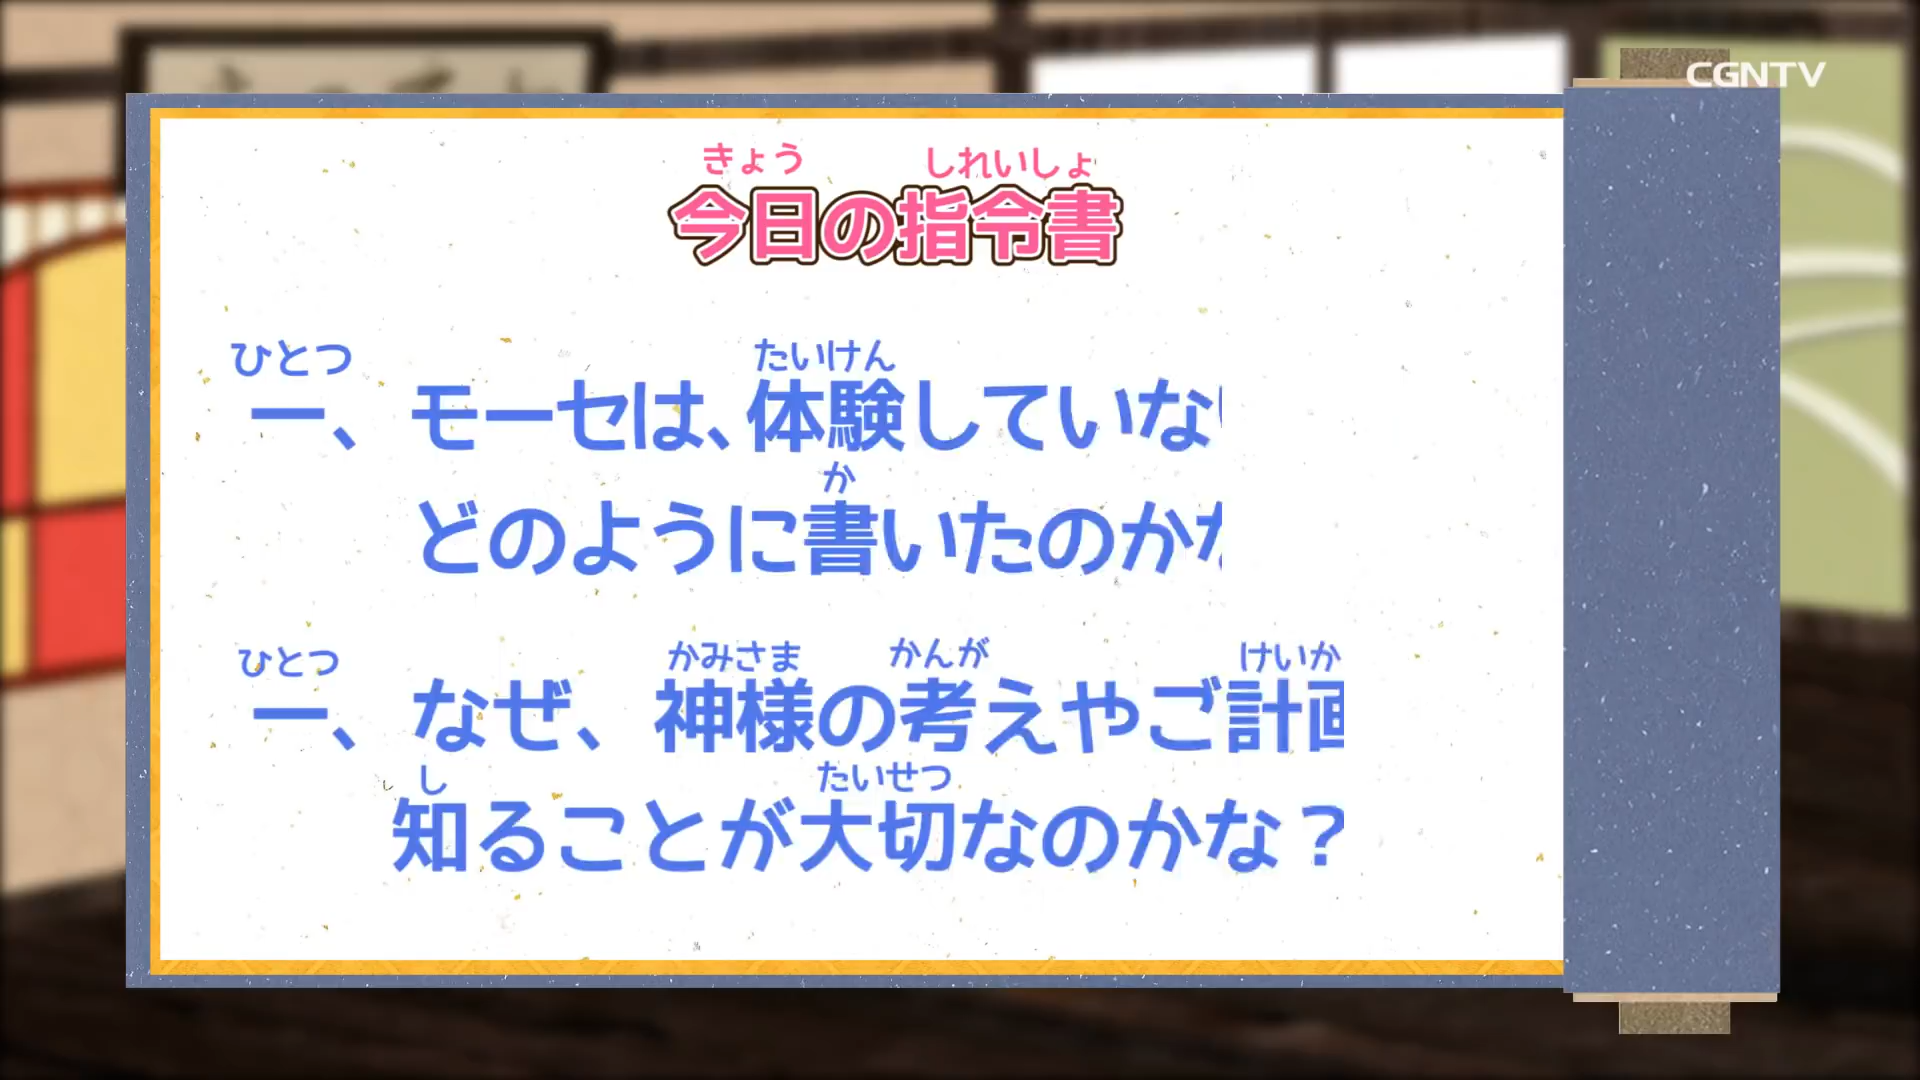 CGNTV
きょう しれいしょ
今日の指令書
ひとつ たいけん
一、モーセは、体験していな
か
どのように書いたのか
ひとつ かみさま かんが けいか
一、なぜ、神様の考えやご計
し たいせつ
知ることが大切なのかな？